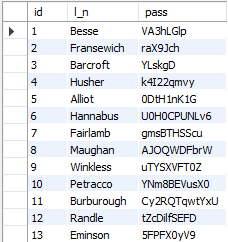 id l_n pass
1 Besse VA3hLGlp
2 Fransewich raX9Jch
3 Barcroft YLskgD
4 Husher k4I22qmvy
5 Alliot 0DtH1nK1G
6 Hannabus U0H0CPUNLv6
7 Fairlamb gmsBTHSScu
8 Maughan AJOQWDFbrW
9 Winkless uTYSXVFT0Z
10 Petracco YNm8BEVusX0
11 Burburough Cy2RQTqwtYxU
12 Randle tZcDilfSEFD
13 Eminson 5FPFX0yV9